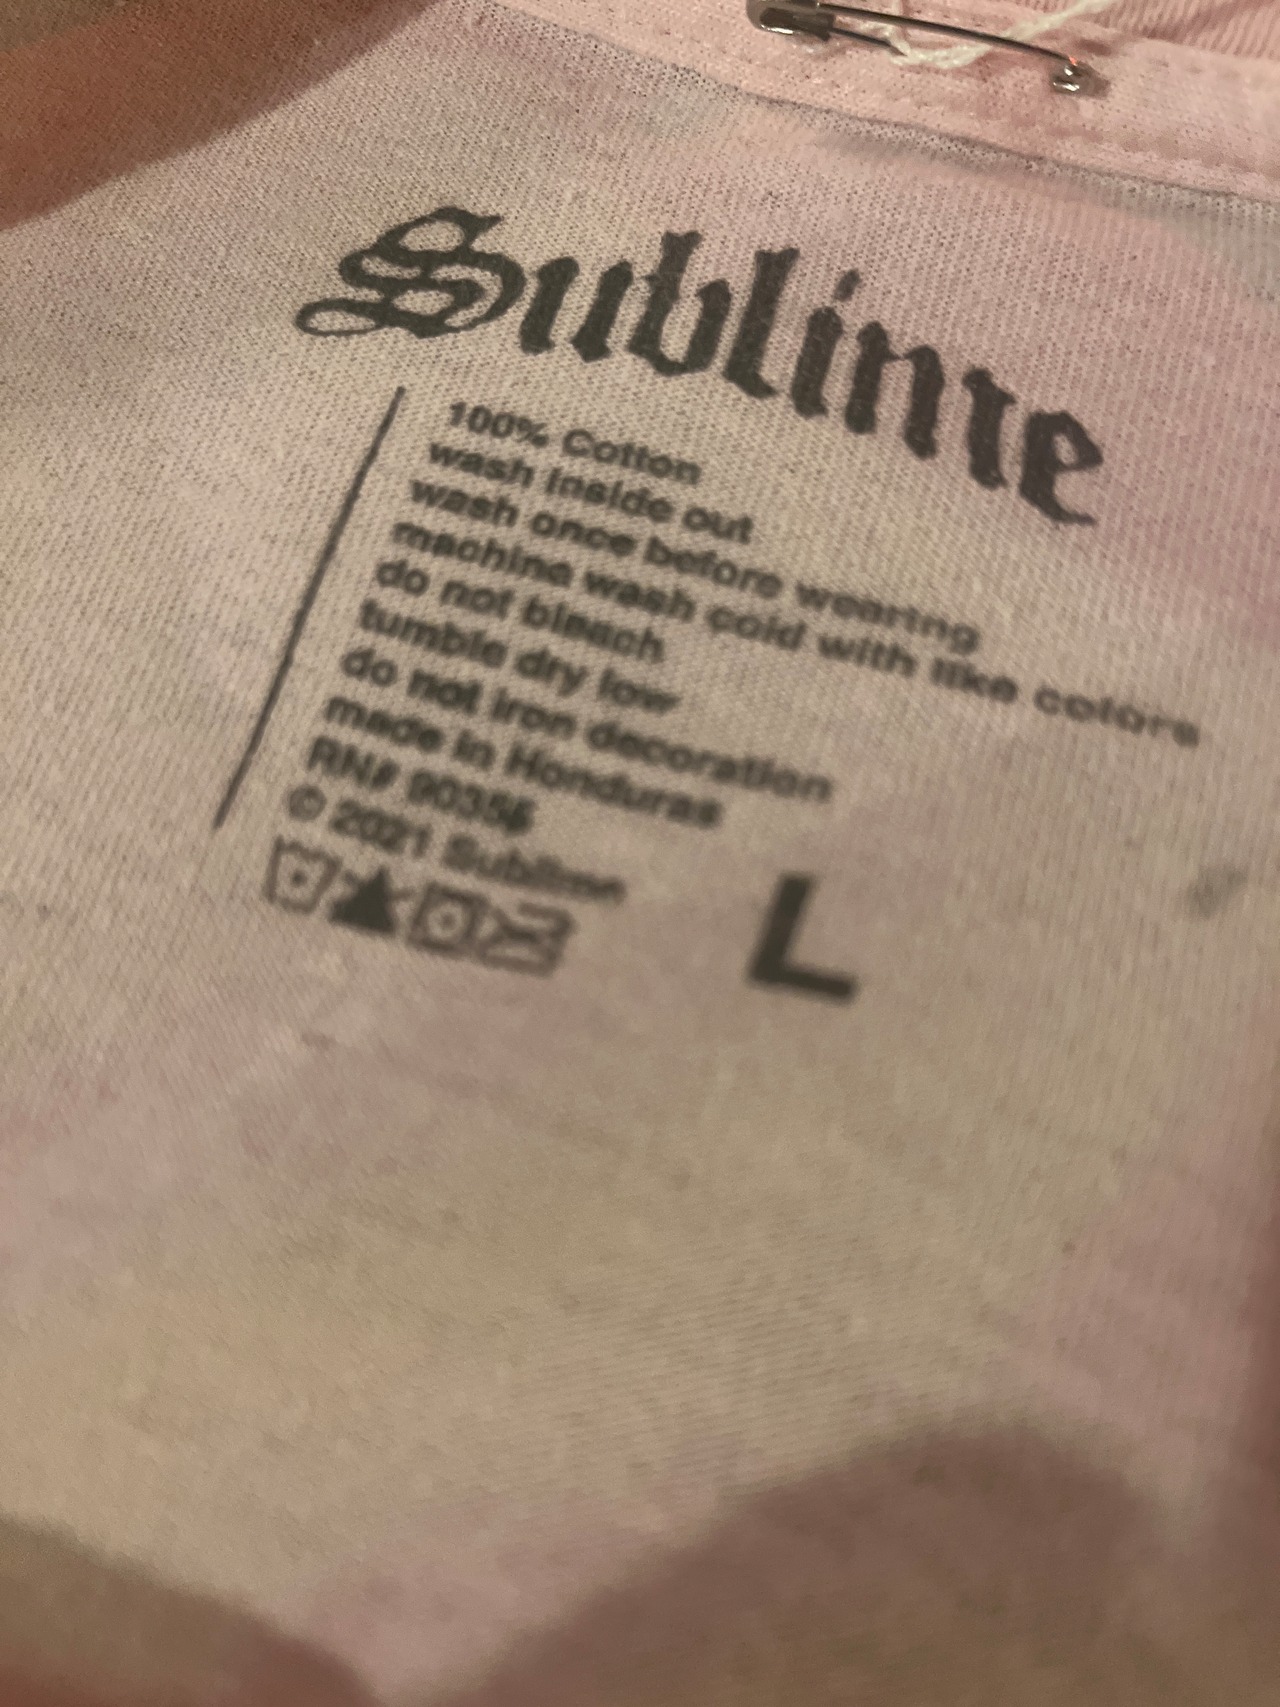 Sublime
100% Cotton
wash inside out
wash once before wearing
machine wash cold with like colors
do not bleach
tumble dry low
do not iron decoration
made in Honduras
RN#
© 2021 Sublime
L